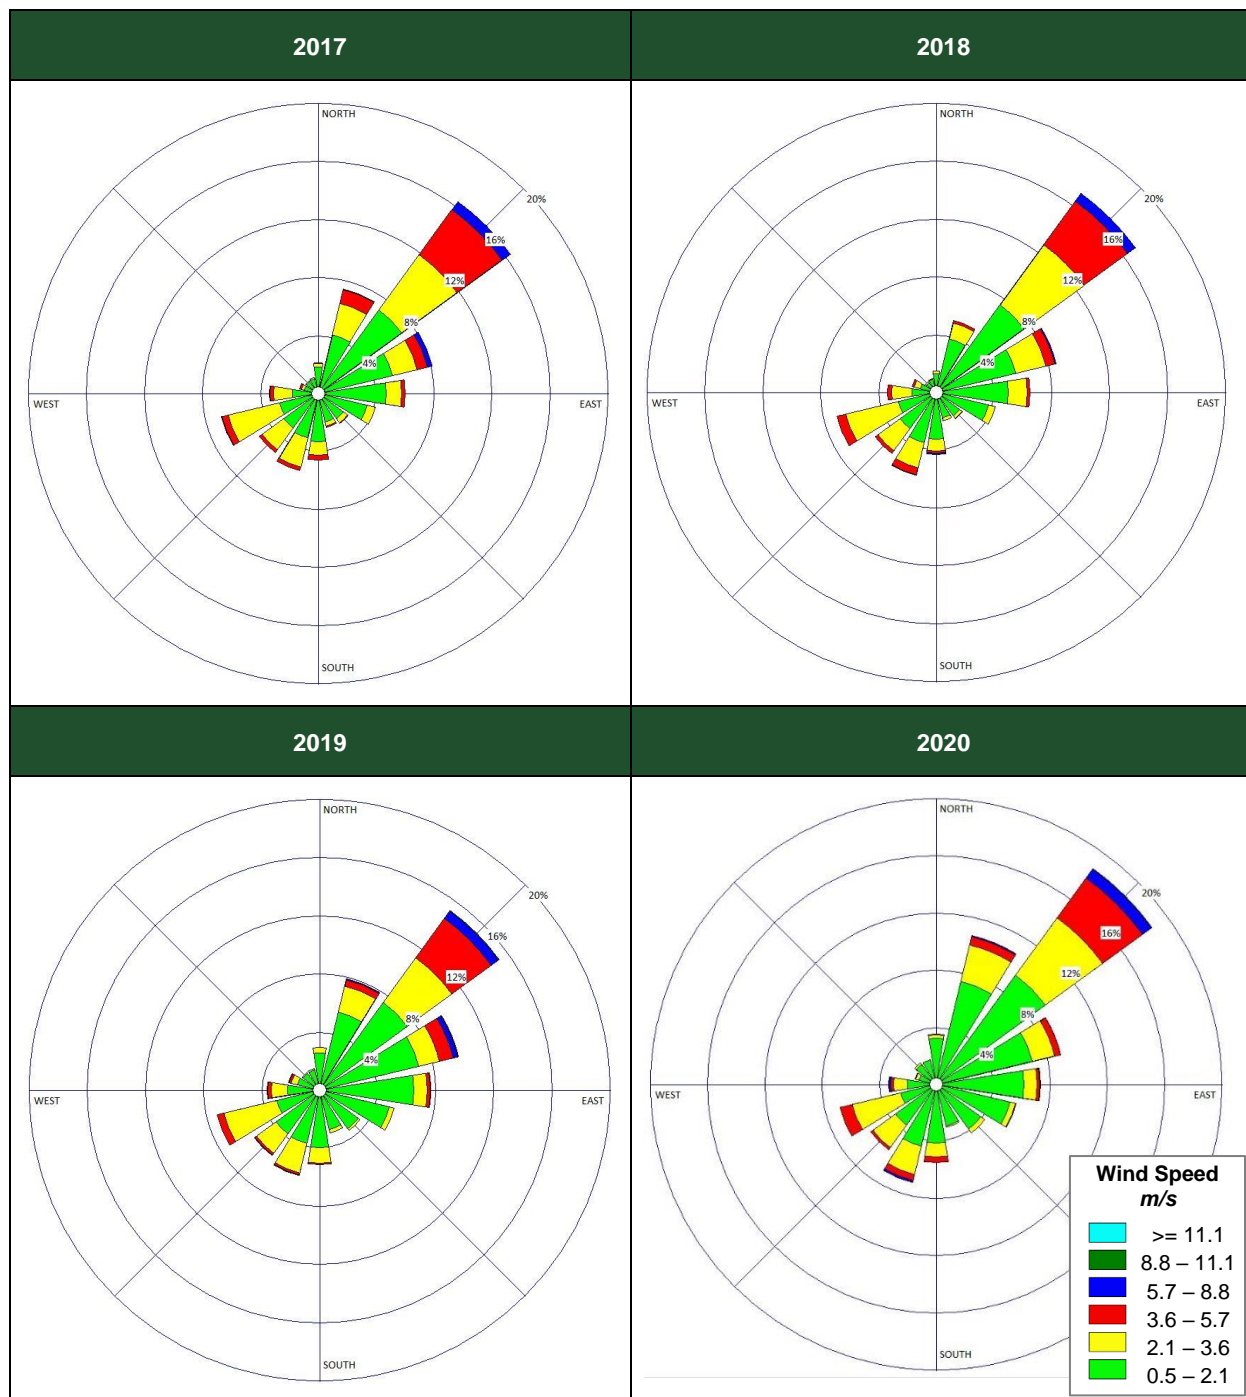 2017
2018
NORTH
20%
16%
12%
8%
4%
WEST
EAST
SOUTH
NORTH
20%
16%
12%
8%
4%
WEST
EAST
SOUTH
2019
2020
NORTH
20%
16%
12%
8%
4%
WEST
EAST
SOUTH
NORTH
20%
16%
12%
8%
4%
WEST
EAST
SOUTH
Wind Speed
m/s
>= 11.1
8.8 – 11.1
5.7 – 8.8
3.6 – 5.7
2.1 – 3.6
0.5 – 2.1